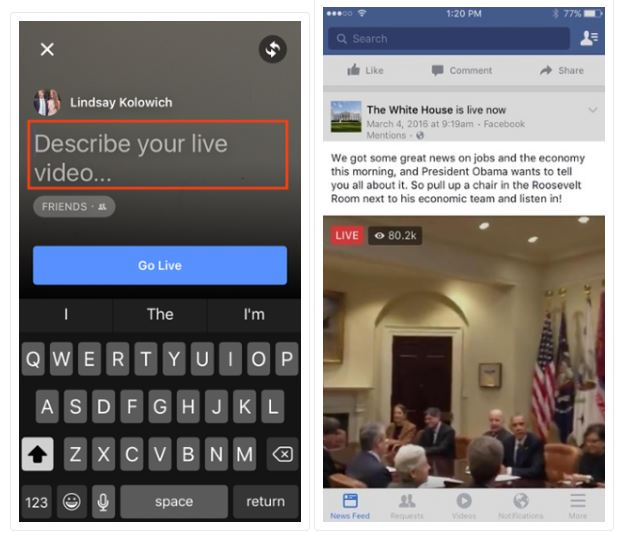 Lindsay Kolowich
Describe your live
video...
FRIENDS ·
Go Live
I The I'm
Q W E R T Y U I O P
A S D F G H J K L
Z X C V B N M
123 space return
1:20 PM 77%
Search
Like Comment Share
The White House is live now
March 4, 2016 at 9:19am · Facebook
Mentions ·
We got some great news on jobs and the economy
this morning, and President Obama wants to tell
you all about it. So pull up a chair in the Roosevelt
Room next to his economic team and listen in!
LIVE 80.2k
News Feed Requests Videos Notifications More